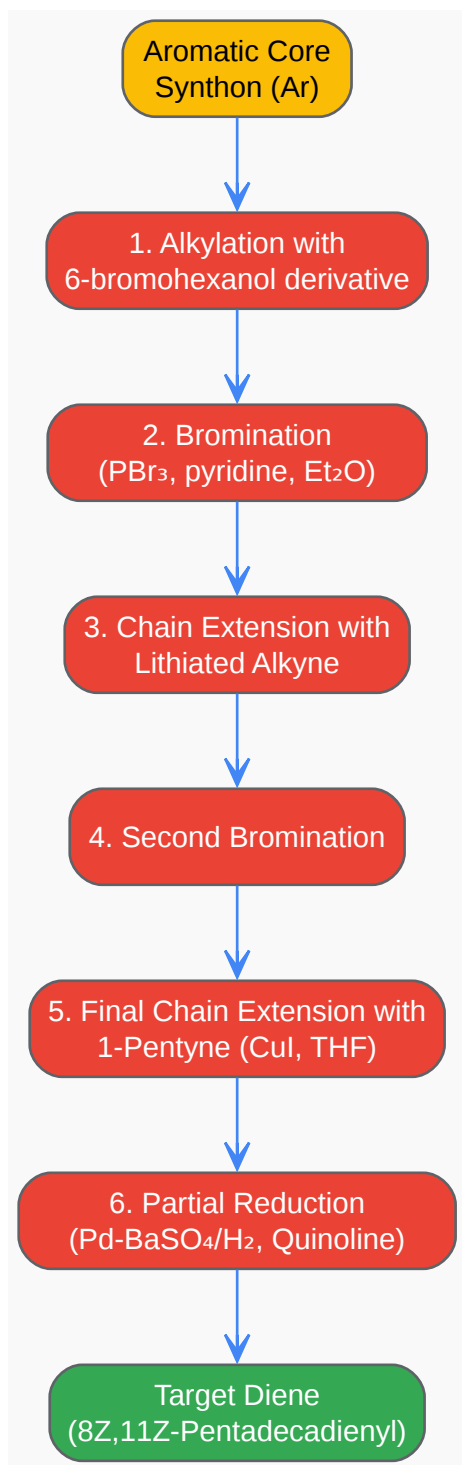 Aromatic Core
Synthon (Ar)
1. Alkylation with
6-bromohexanol derivative
2. Bromination
(PBr₃, pyridine, Et₂O)
3. Chain Extension with
Lithiated Alkyne
4. Second Bromination
5. Final Chain Extension with
1-Pentyne (CuI, THF)
6. Partial Reduction
(Pd-BaSO₄/H₂, Quinoline)
Target Diene
(8Z,11Z-Pentadecadienyl)